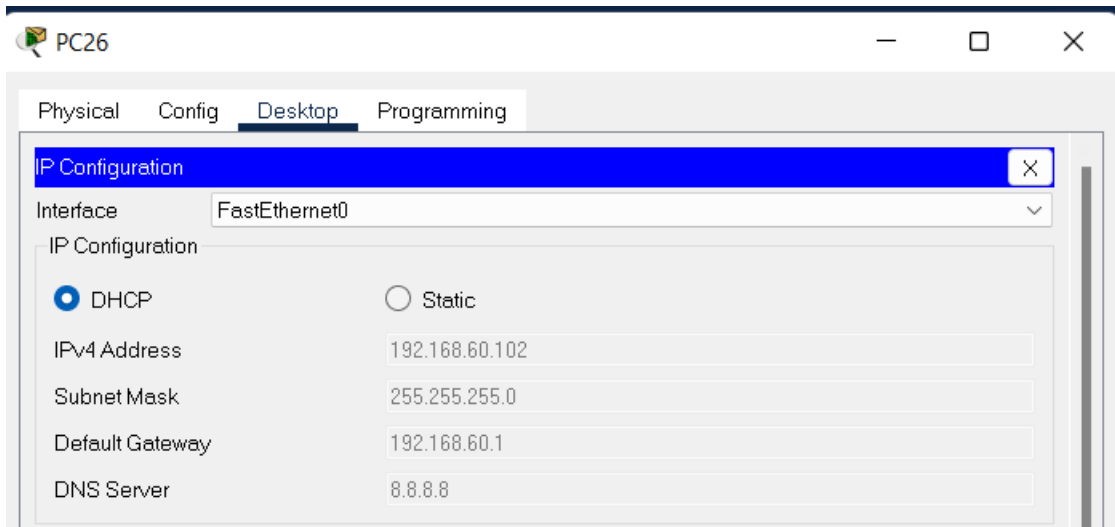 PC26
Physical Config Desktop Programming
IP Configuration X
Interface FastEthernet0
IP Configuration
DHCP Static
IPv4 Address 192.168.60.102
Subnet Mask 255.255.255.0
Default Gateway 192.168.60.1
DNS Server 8.8.8.8